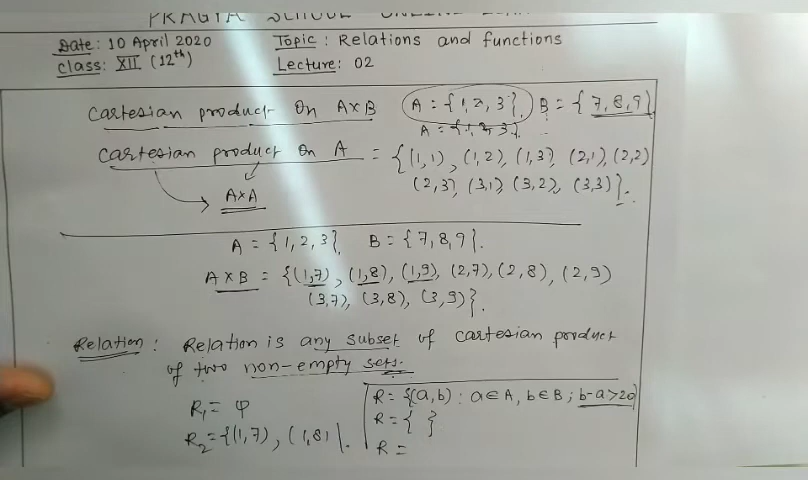 PRAGYA SCHOOL ONLINE
Date: 10 April 2020 Topic: Relations and functions
Class: XII (12th) Lecture: 02
Cartesian product On A×B A = {1, 2, 3}, B = {7, 8, 9}
A = {1, 2, 3}.
Cartesian product On A = {(1,1), (1,2), (1,3), (2,1), (2,2)
(2,3), (3,1), (3,2), (3,3)}.
A×A
A = {1, 2, 3}, B = {7, 8, 9}.
A × B = {(1,7), (1,8), (1,9), (2,7), (2,8), (2,9)
(3,7), (3,8), (3,9)}.
Relation: Relation is any subset of cartesian product
of two non-empty sets.
R₁ = φ
R₂ = {(1,7), (1,8)}.
R = {(a,b) : a∈A, b∈B ; b-a>20}
R = { }
R =